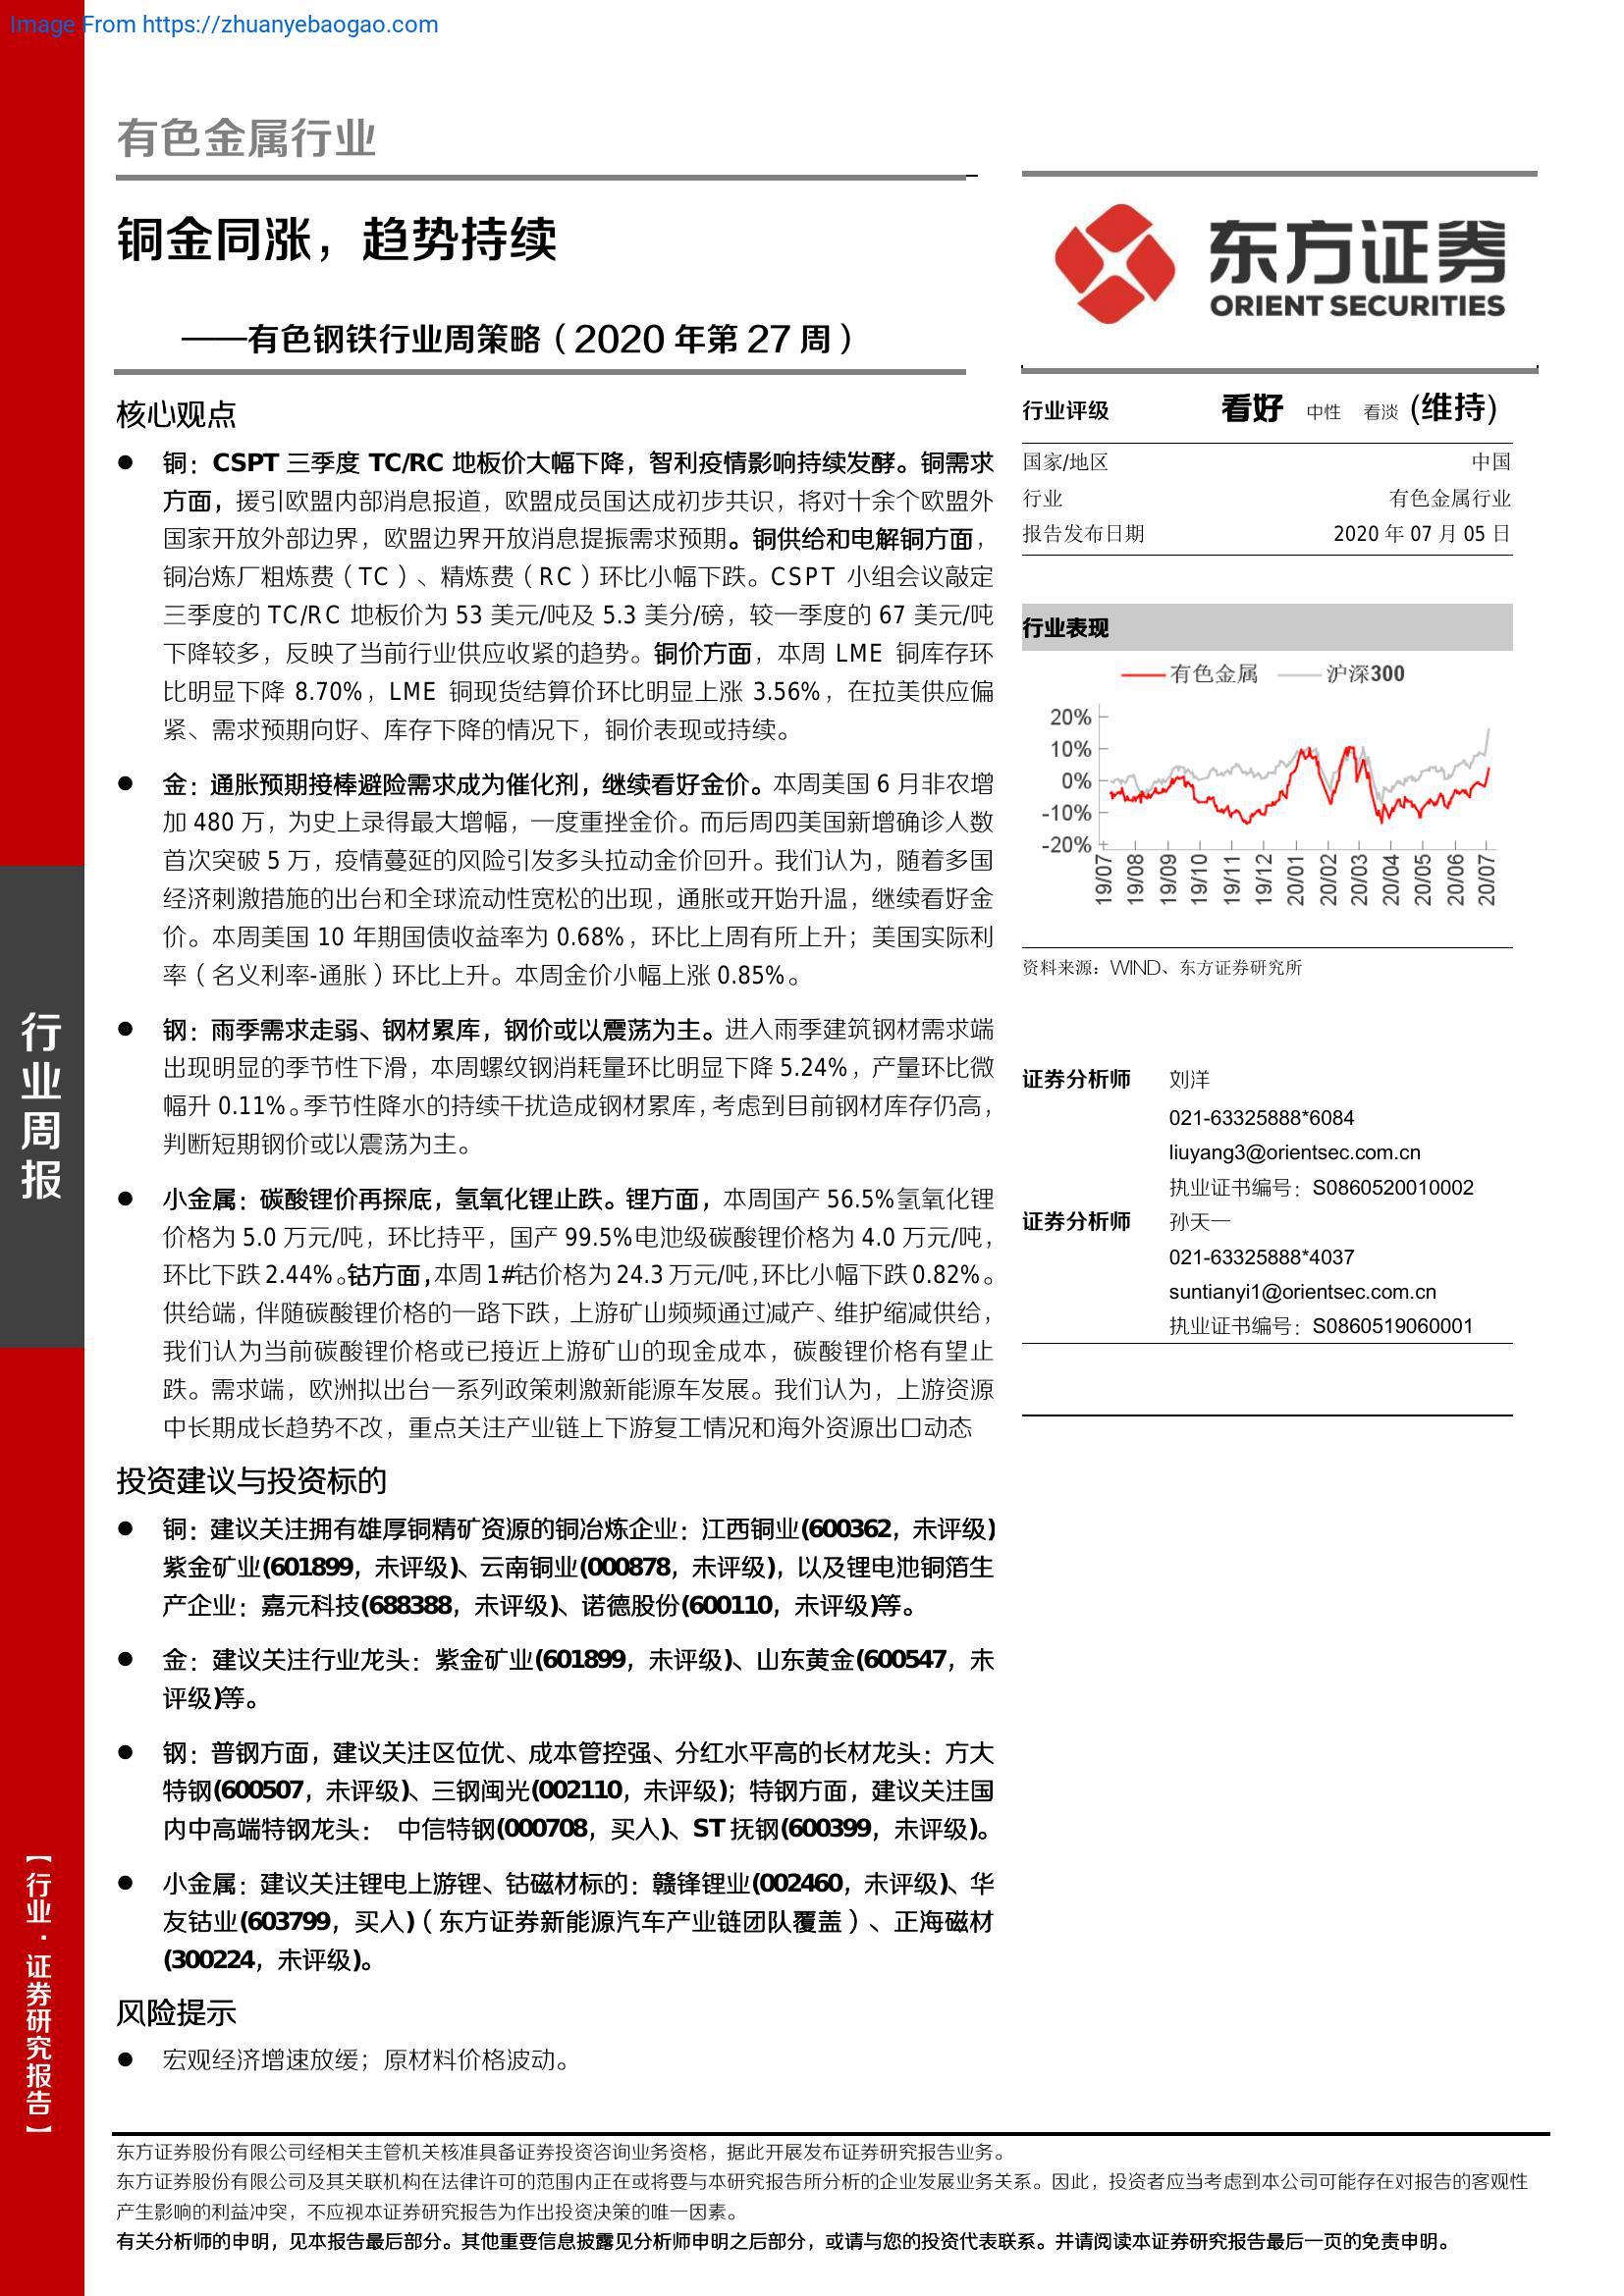 Image From https://zhuanyebaogao.com
有色金属行业
铜金同涨，趋势持续
——有色钢铁行业周策略（2020 年第 27 周）
核心观点
● 铜：CSPT 三季度 TC/RC 地板价大幅下降，智利疫情影响持续发酵。铜需求
方面，援引欧盟内部消息报道，欧盟成员国达成初步共识，将对十余个欧盟外
国家开放外部边界，欧盟边界开放消息提振需求预期。铜供给和电解铜方面，
铜冶炼厂粗炼费（TC）、精炼费（RC）环比小幅下跌。CSPT 小组会议敲定
三季度的 TC/RC 地板价为 53 美元/吨及 5.3 美分/磅，较一季度的 67 美元/吨
下降较多，反映了当前行业供应收紧的趋势。铜价方面，本周 LME 铜库存环
比明显下降 8.70%，LME 铜现货结算价环比明显上涨 3.56%，在拉美供应偏
紧、需求预期向好、库存下降的情况下，铜价表现或持续。
● 金：通胀预期接棒避险需求成为催化剂，继续看好金价。本周美国 6 月非农增
加 480 万，为史上录得最大增幅，一度重挫金价。而后周四美国新增确诊人数
首次突破 5 万，疫情蔓延的风险引发多头拉动金价回升。我们认为，随着多国
经济刺激措施的出台和全球流动性宽松的出现，通胀或开始升温，继续看好金
价。本周美国 10 年期国债收益率为 0.68%，环比上周有所上升；美国实际利
率（名义利率-通胀）环比上升。本周金价小幅上涨 0.85%。
● 钢：雨季需求走弱、钢材累库，钢价或以震荡为主。进入雨季建筑钢材需求端
出现明显的季节性下滑，本周螺纹钢消耗量环比明显下降 5.24%，产量环比微
幅升 0.11%。季节性降水的持续干扰造成钢材累库，考虑到目前钢材库存仍高，
判断短期钢价或以震荡为主。
● 小金属：碳酸锂价再探底，氢氧化锂止跌。锂方面，本周国产 56.5%氢氧化锂
价格为 5.0 万元/吨，环比持平，国产 99.5%电池级碳酸锂价格为 4.0 万元/吨，
环比下跌 2.44%。钴方面，本周 1#钴价格为 24.3 万元/吨，环比小幅下跌 0.82%。
供给端，伴随碳酸锂价格的一路下跌，上游矿山频频通过减产、维护缩减供给，
我们认为当前碳酸锂价格或已接近上游矿山的现金成本，碳酸锂价格有望止
跌。需求端，欧洲拟出台一系列政策刺激新能源车发展。我们认为，上游资源
中长期成长趋势不改，重点关注产业链上下游复工情况和海外资源出口动态
投资建议与投资标的
● 铜：建议关注拥有雄厚铜精矿资源的铜冶炼企业：江西铜业(600362，未评级)
紫金矿业(601899，未评级)、云南铜业(000878，未评级)，以及锂电池铜箔生
产企业：嘉元科技(688388，未评级)、诺德股份(600110，未评级)等。
● 金：建议关注行业龙头：紫金矿业(601899，未评级)、山东黄金(600547，未
评级)等。
● 钢：普钢方面，建议关注区位优、成本管控强、分红水平高的长材龙头：方大
特钢(600507，未评级)、三钢闽光(002110，未评级)；特钢方面，建议关注国
内中高端特钢龙头： 中信特钢(000708，买入)、ST 抚钢(600399，未评级)。
● 小金属：建议关注锂电上游锂、钴磁材标的：赣锋锂业(002460，未评级)、华
友钴业(603799，买入)（东方证券新能源汽车产业链团队覆盖）、正海磁材
(300224，未评级)。
风险提示
● 宏观经济增速放缓；原材料价格波动。
东方证券
ORIENT SECURITIES
行业评级 看好 中性 看淡 (维持)
国家/地区 中国
行业 有色金属行业
报告发布日期 2020 年 07 月 05 日
行业表现
有色金属 沪深300
20%
10%
0%
-10%
-20%
19/07 19/08 19/09 19/10 19/11 19/12 20/01 20/02 20/03 20/04 20/05 20/06 20/07
资料来源：WIND、东方证券研究所
证券分析师 刘洋
021-63325888*6084
liuyang3@orientsec.com.cn
执业证书编号：S0860520010002
证券分析师 孙天一
021-63325888*4037
suntianyi1@orientsec.com.cn
执业证书编号：S0860519060001
行业周报
【行业·证券研究报告】
东方证券股份有限公司经相关主管机关核准具备证券投资咨询业务资格，据此开展发布证券研究报告业务。
东方证券股份有限公司及其关联机构在法律许可的范围内正在或将要与本研究报告所分析的企业发展业务关系。因此，投资者应当考虑到本公司可能存在对报告的客观性
产生影响的利益冲突，不应视本证券研究报告为作出投资决策的唯一因素。
有关分析师的申明，见本报告最后部分。其他重要信息披露见分析师申明之后部分，或请与您的投资代表联系。并请阅读本证券研究报告最后一页的免责申明。